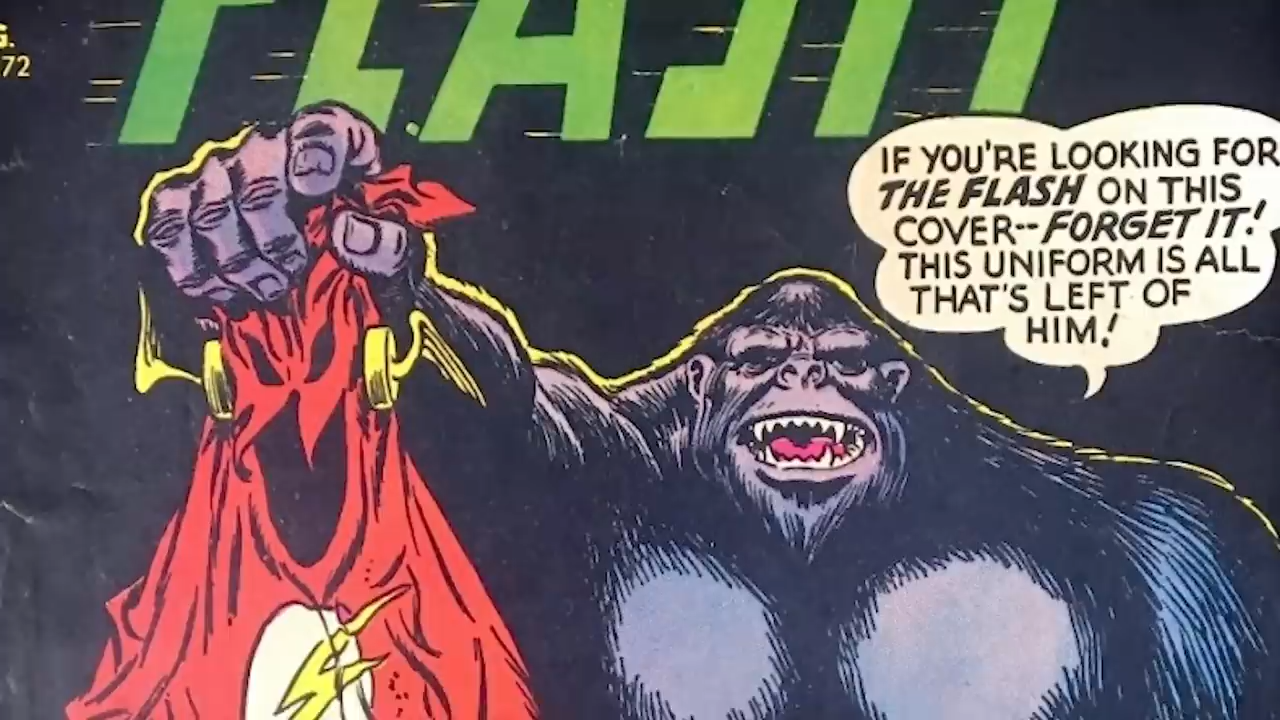 G.
72
FLASH
IF YOU'RE LOOKING FOR
THE FLASH ON THIS
COVER--FORGET IT!
THIS UNIFORM IS ALL
THAT'S LEFT OF
HIM!